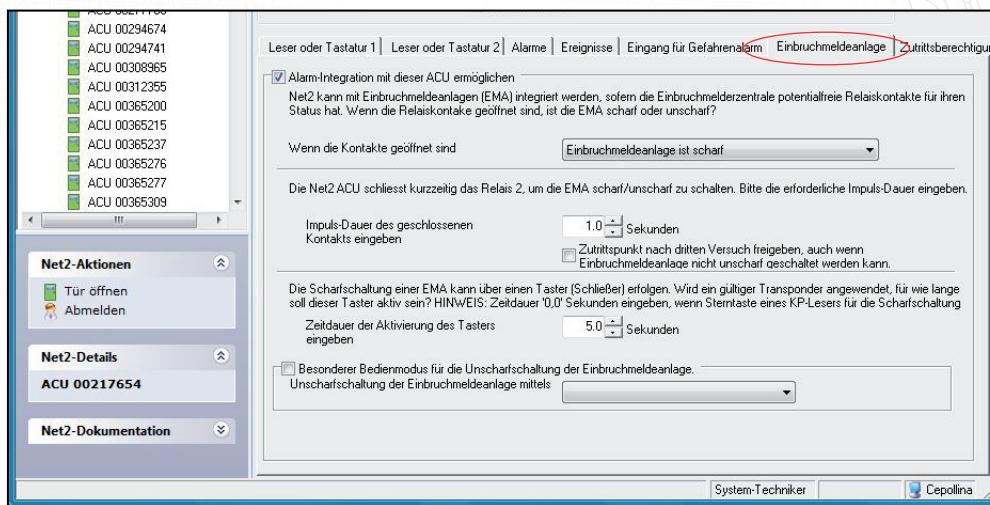 ACU 00294674
ACU 00294741
ACU 00308965
ACU 00312355
ACU 00365200
ACU 00365215
ACU 00365237
ACU 00365276
ACU 00365277
ACU 00365309
Net2-Aktionen
Tür öffnen
Abmelden
Net2-Details
ACU 00217654
Net2-Dokumentation
Leser oder Tastatur 1 Leser oder Tastatur 2 Alarme Ereignisse Eingang für Gefahrenalarm Einbruchmeldeanlage Zutrittsberechtigu
Alarm-Integration mit dieser ACU ermöglichen
Net2 kann mit Einbruchmeldeanlagen (EMA) integriert werden, sofern die Einbruchmelderzentrale potentialfreie Relaiskontakte für ihren
Status hat. Wenn die Relaiskontake geöffnet sind, ist die EMA scharf oder unscharf?
Wenn die Kontakte geöffnet sind
Einbruchmeldeanlage ist scharf
Die Net2 ACU schliesst kurzzeitig das Relais 2, um die EMA scharf/unscharf zu schalten. Bitte die erforderliche Impuls-Dauer eingeben.
Impuls-Dauer des geschlossenen
Kontakts eingeben
1.0 Sekunden
Zutrittspunkt nach dritten Versuch freigeben, auch wenn
Einbruchmeldeanlage nicht unscharf geschaltet werden kann.
Die Scharfschaltung einer EMA kann über einen Taster (Schließer) erfolgen. Wird ein gültiger Transponder angewendet, für wie lange
soll dieser Taster aktiv sein? HINWEIS: Zeitdauer '0,0' Sekunden eingeben, wenn Sterntaste eines KP-Lesers für die Scharfschaltung
Zeitdauer der Aktivierung des Tasters
eingeben
5.0 Sekunden
Besonderer Bedienmodus für die Unscharfschaltung der Einbruchmeldeanlage.
Unscharfschaltung der Einbruchmeldeanlage mittels
System-Techniker
Cepollina